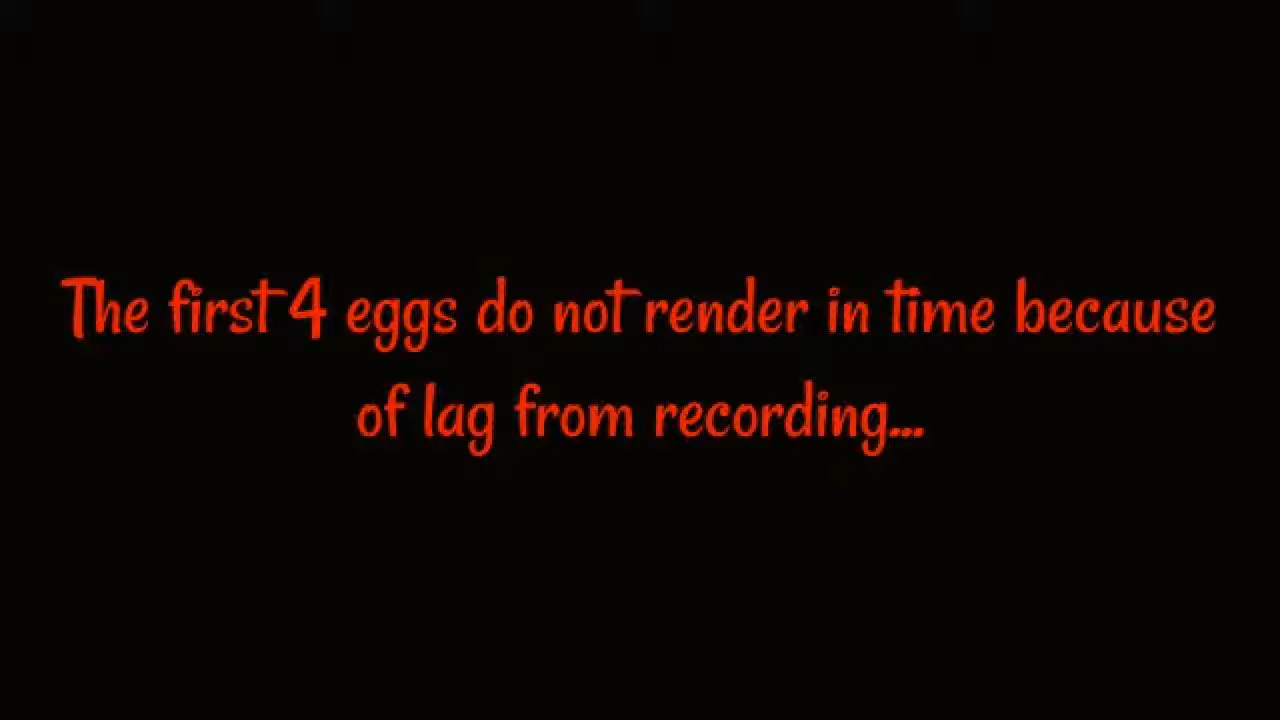 The first 4 eggs do not render in time because
of lag from recording...